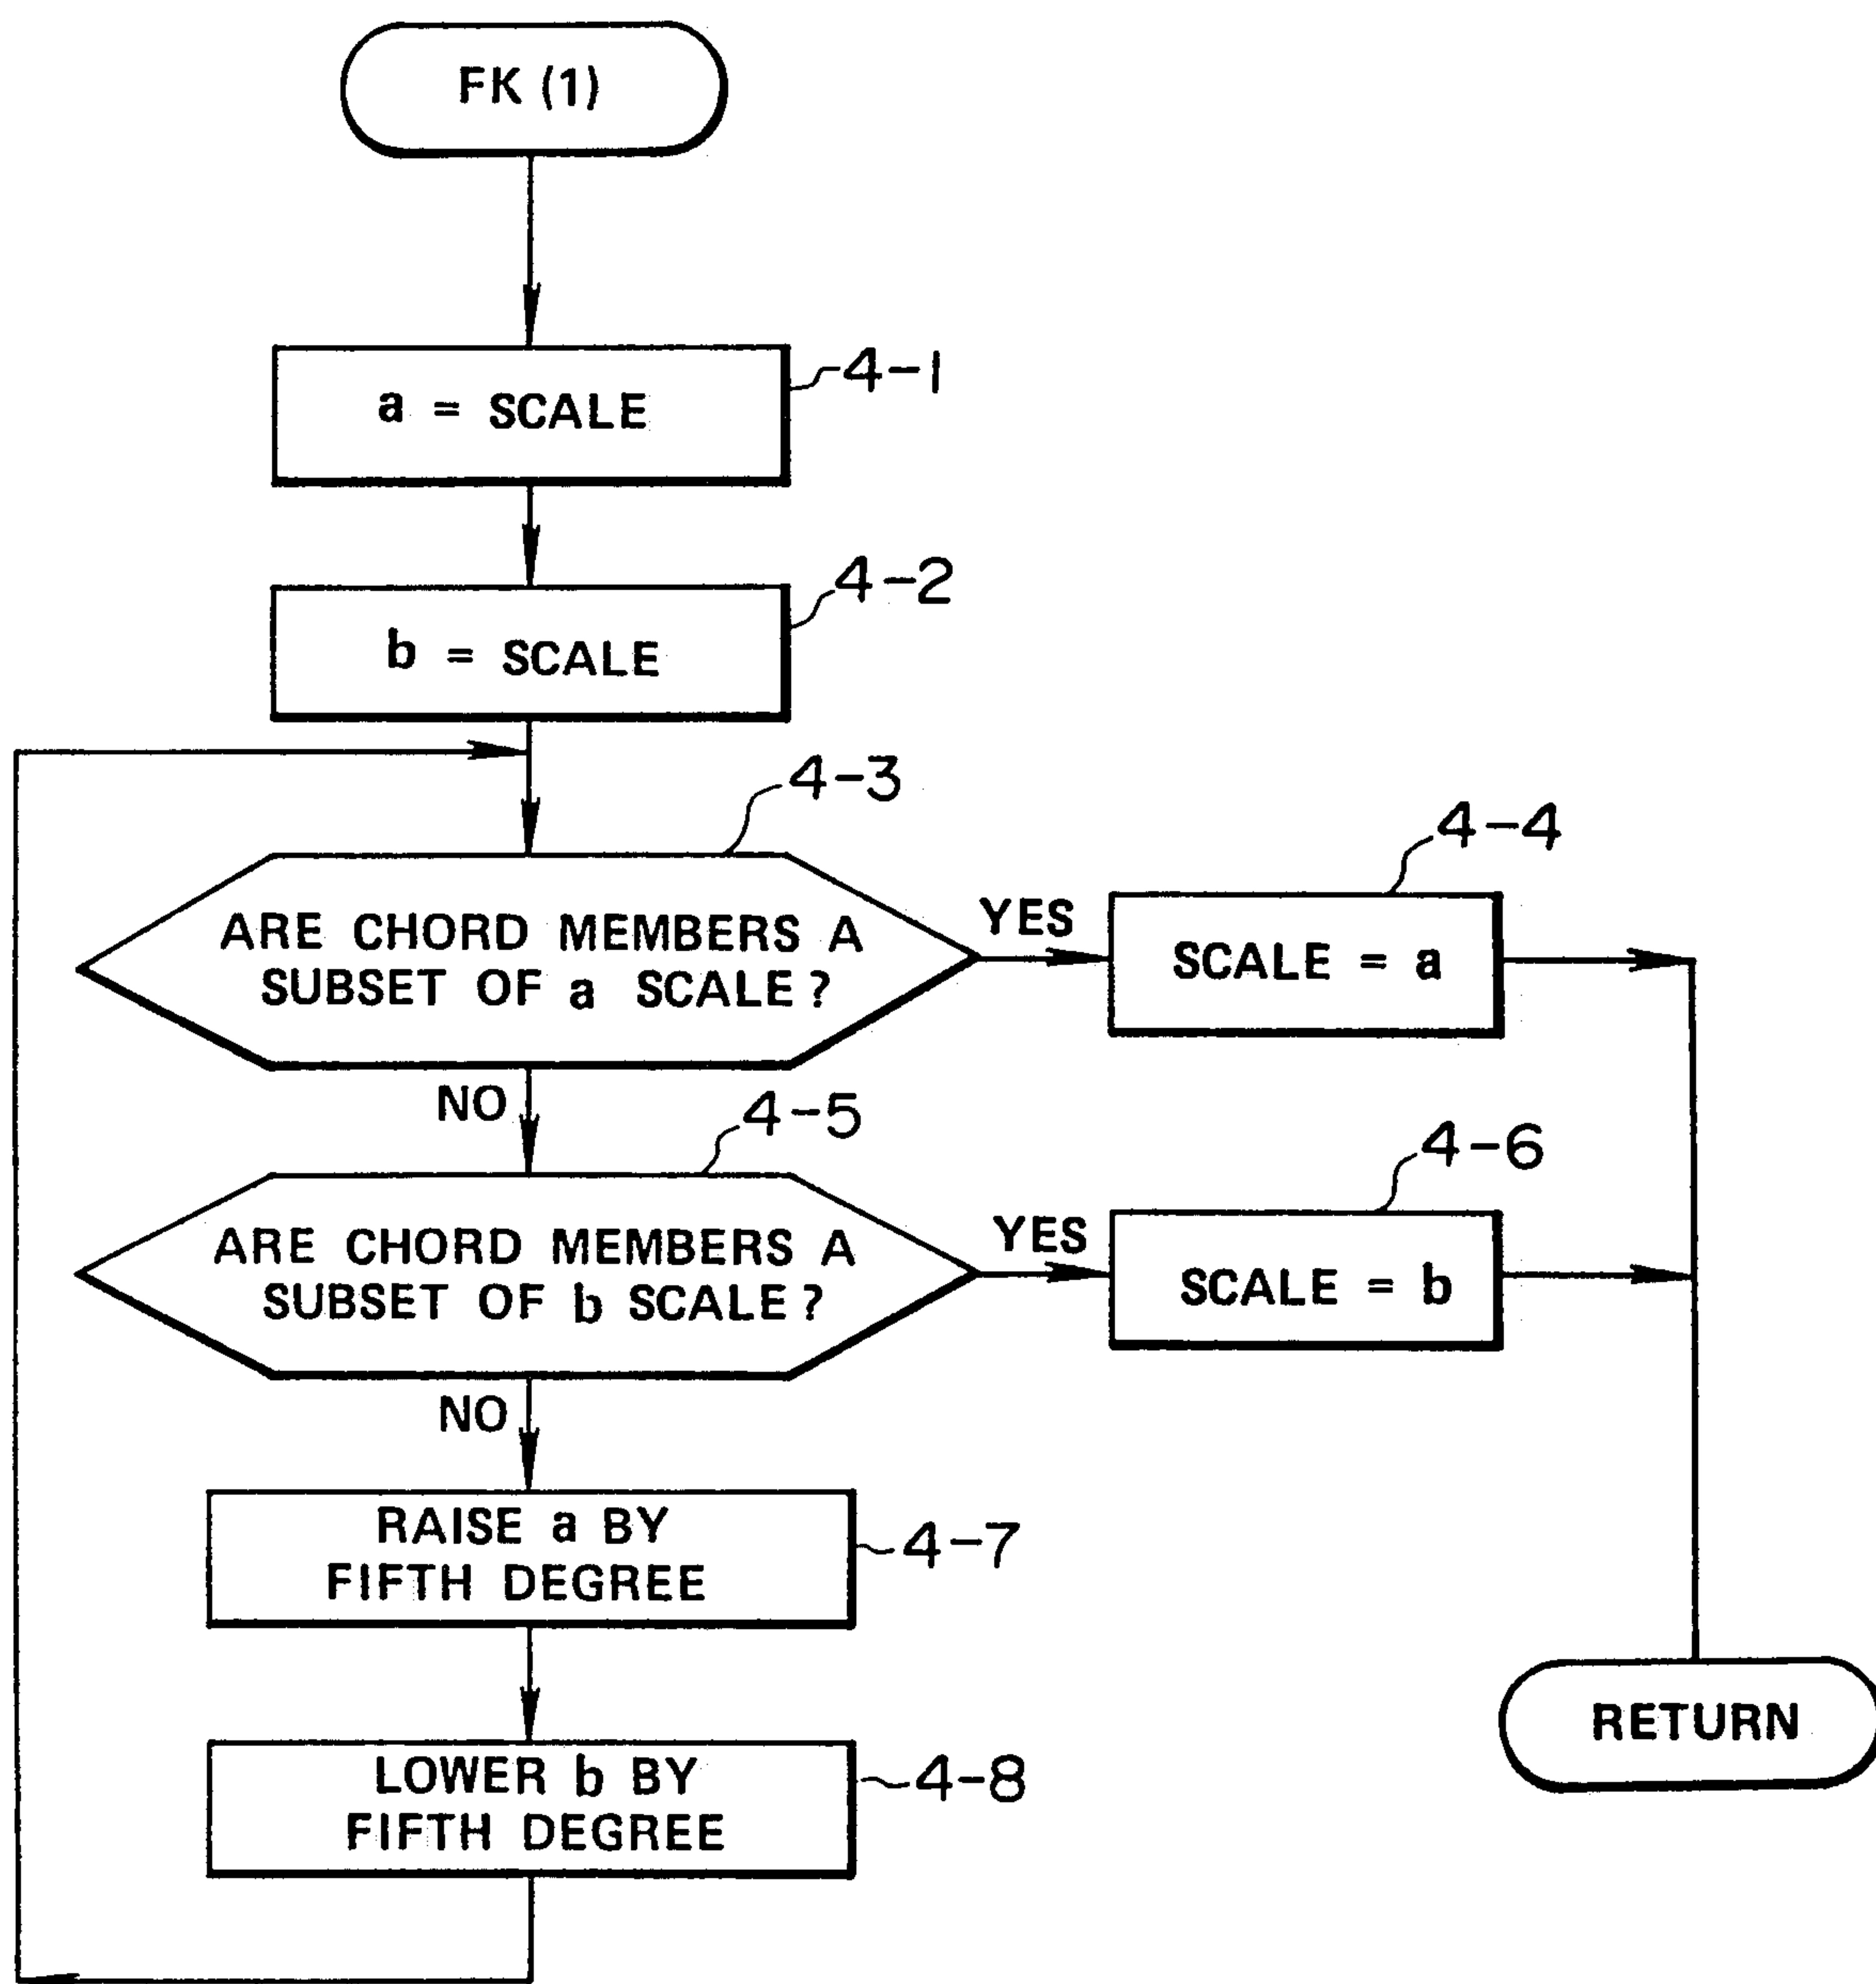 FK (1)
a = SCALE
4-1
b = SCALE
4-2
4-3
ARE CHORD MEMBERS A
SUBSET OF a SCALE?
YES
4-4
SCALE = a
NO
4-5
ARE CHORD MEMBERS A
SUBSET OF b SCALE?
YES
4-6
SCALE = b
NO
RAISE a BY
FIFTH DEGREE
4-7
LOWER b BY
FIFTH DEGREE
4-8
RETURN